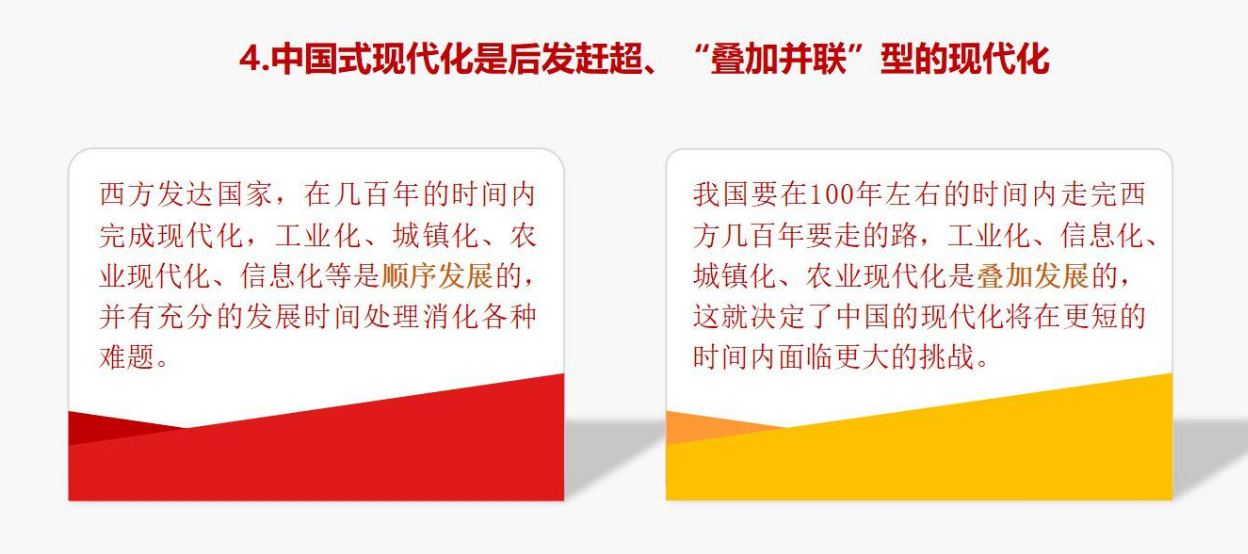 4.中国式现代化是后发赶超、“叠加并联”型的现代化
西方发达国家，在几百年的时间内
完成现代化，工业化、城镇化、农
业现代化、信息化等是顺序发展的，
并有充分的发展时间处理消化各种
难题。
我国要在100年左右的时间内走完西
方几百年要走的路，工业化、信息化、
城镇化、农业现代化是叠加发展的，
这就决定了中国的现代化将在更短的
时间内面临更大的挑战。